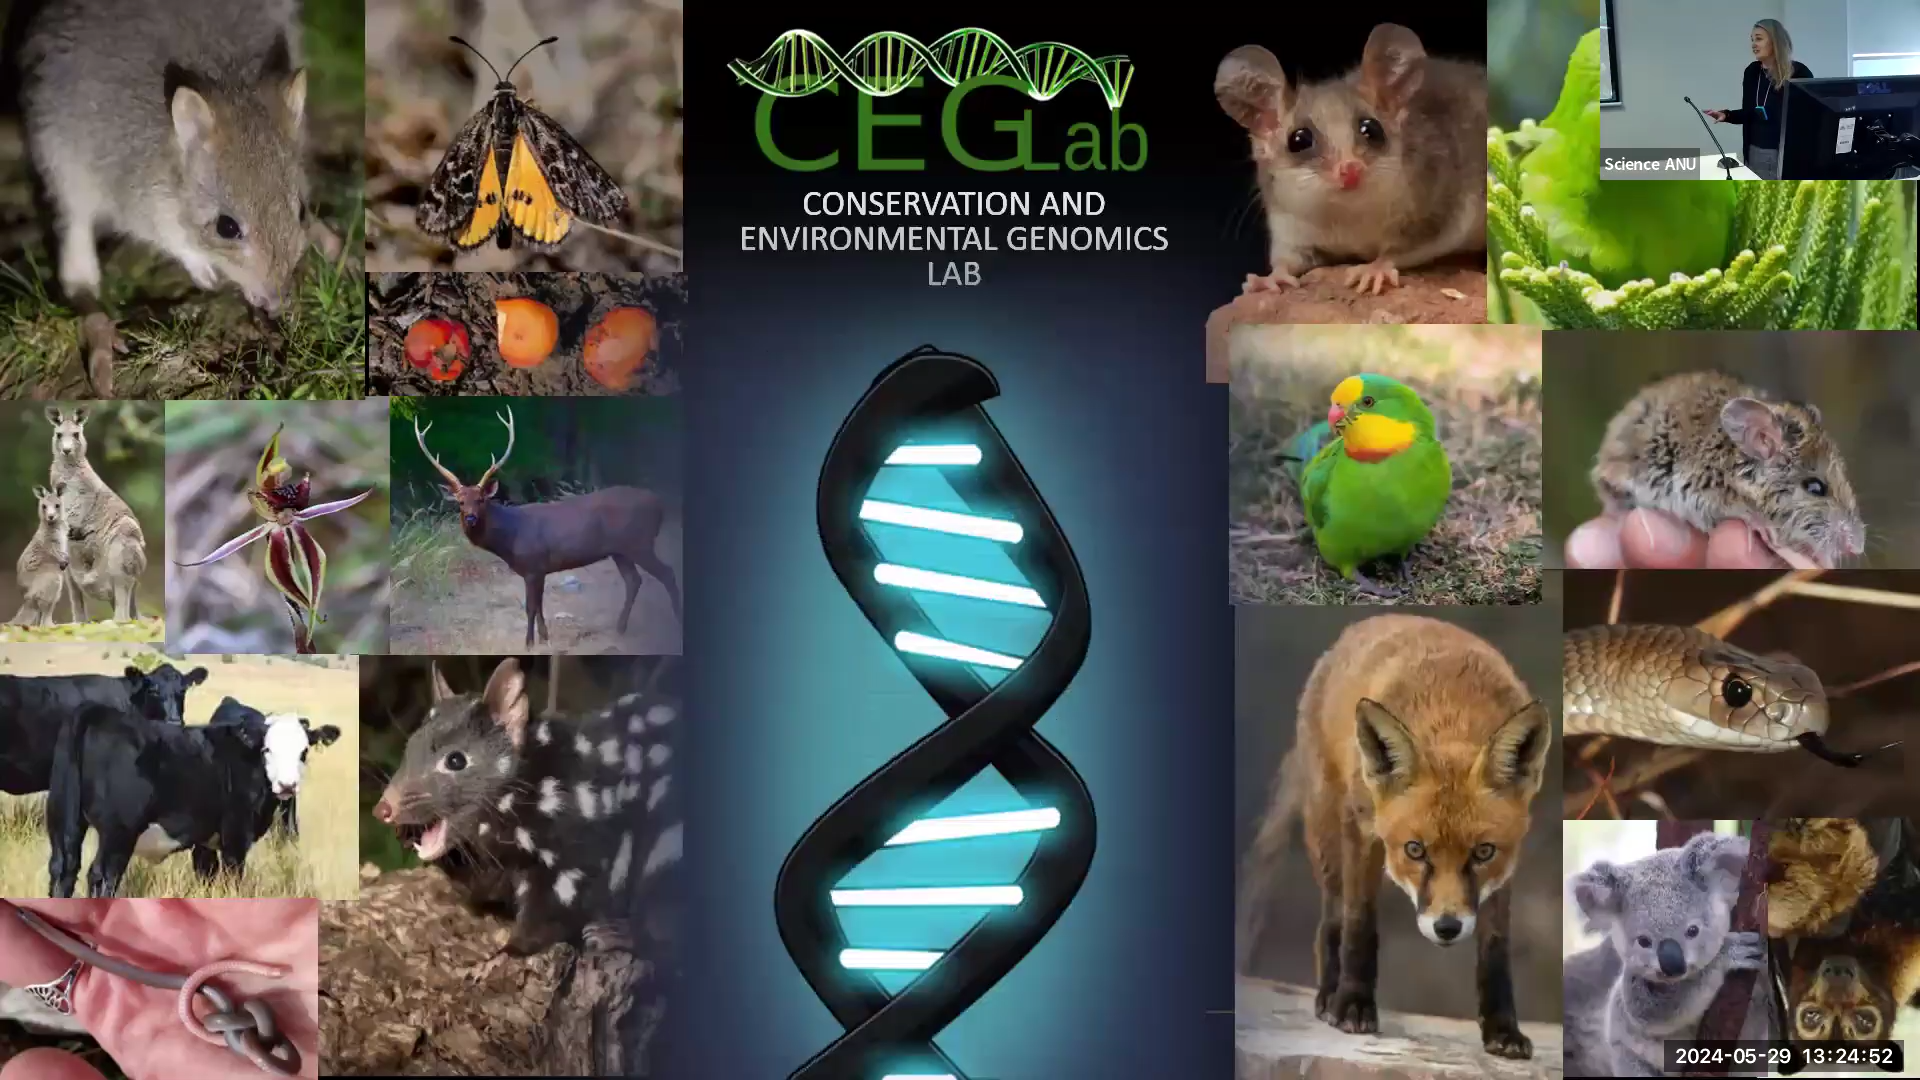 CEGLab
CONSERVATION AND
ENVIRONMENTAL GENOMICS
LAB
Science ANU
2024-05-29 13:24:52